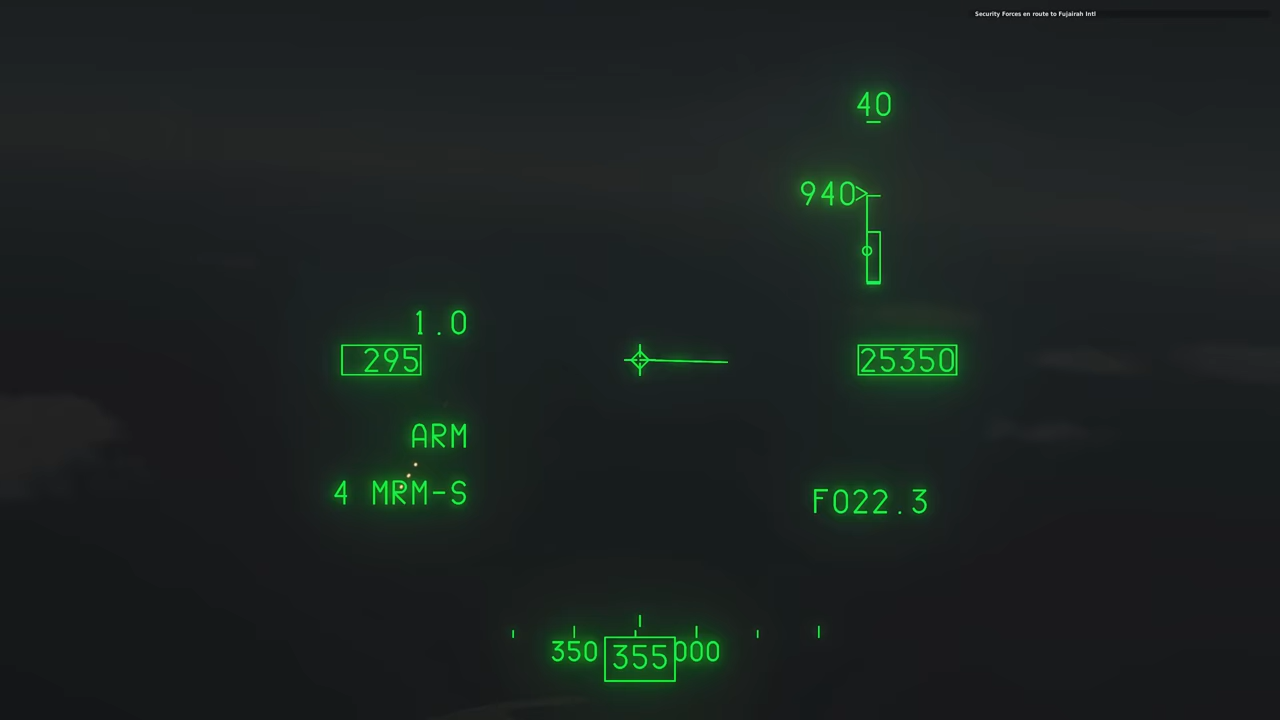 Security Forces en route to Fujairah Intl
40
940
1.0
295
25350
ARM
4 MRM-S
F022.3
350 355 000